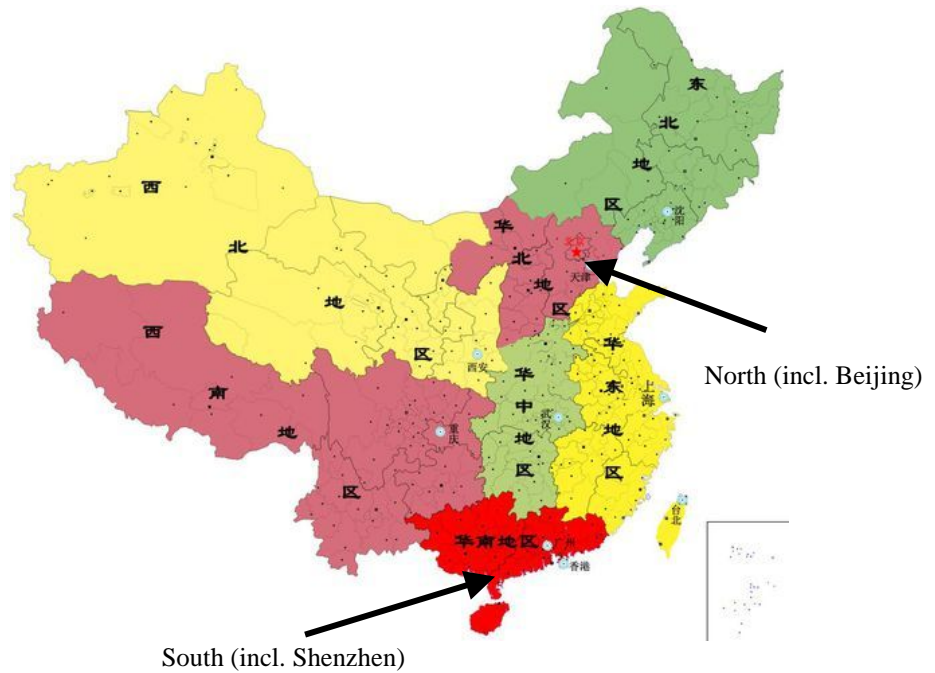 东北地区
沈阳
西北地区
华北地区
北京
天津
西南地区
西安
华东地区
上海
华中地区
武汉
重庆
North (incl. Beijing)
台北
华南地区
广州
香港
South (incl. Shenzhen)